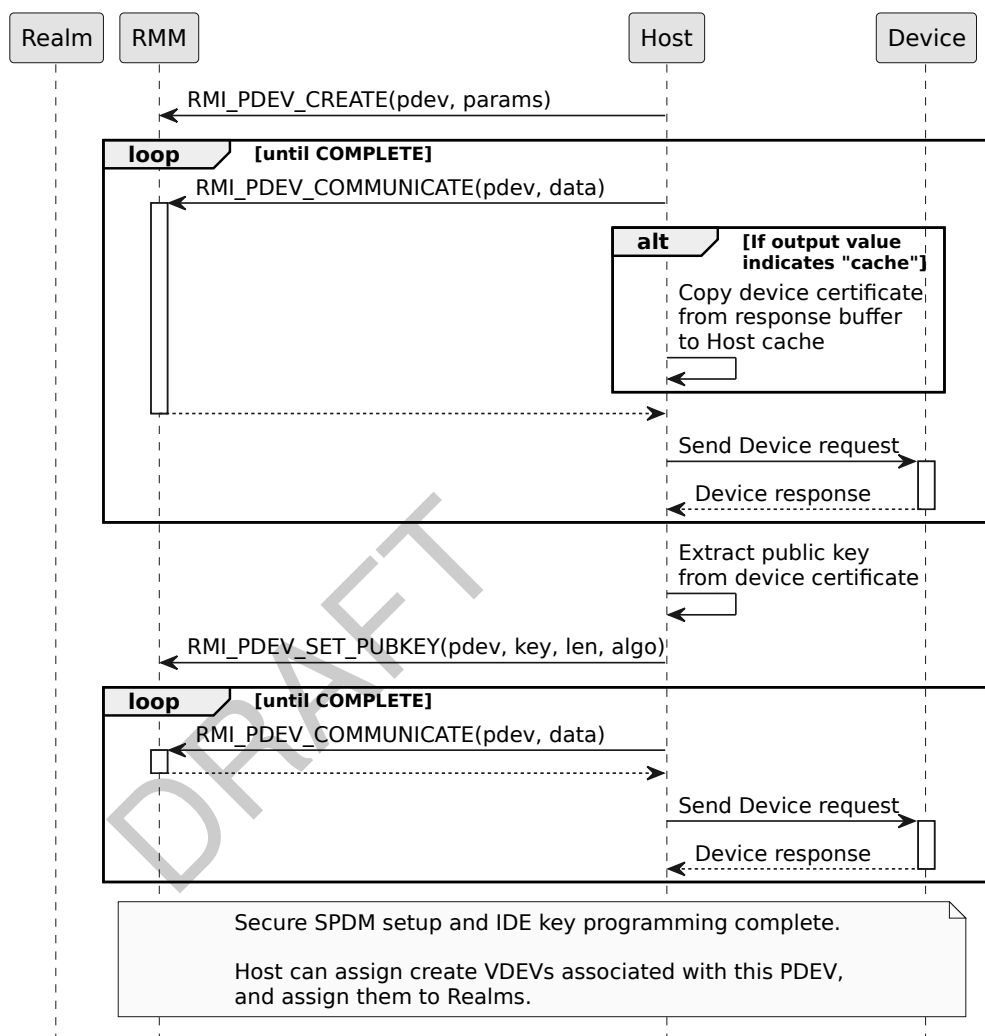 Realm
RMM
Host
Device
RMI_PDEV_CREATE(pdev, params)
loop
[until COMPLETE]
RMI_PDEV_COMMUNICATE(pdev, data)
alt
[If output value
indicates "cache"]
Copy device certificate
from response buffer
to Host cache
Send Device request
Device response
Extract public key
from device certificate
RMI_PDEV_SET_PUBKEY(pdev, key, len, algo)
loop
[until COMPLETE]
RMI_PDEV_COMMUNICATE(pdev, data)
Send Device request
Device response
Secure SPDM setup and IDE key programming complete.
Host can assign create VDEVs associated with this PDEV,
and assign them to Realms.
DRAFT